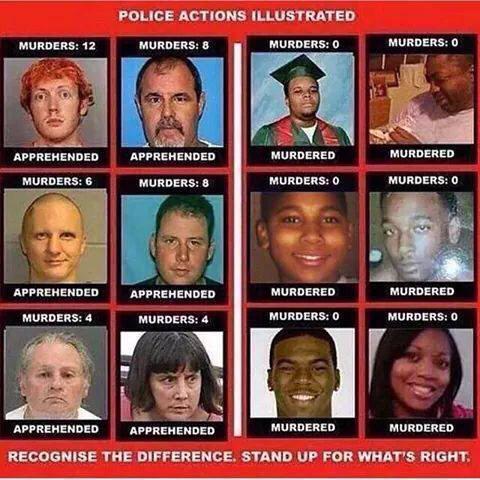 POLICE ACTIONS ILLUSTRATED
MURDERS: 12
MURDERS: 8
MURDERS: 0
MURDERS: 0
APPREHENDED
APPREHENDED
MURDERED
MURDERED
MURDERS: 6
MURDERS: 8
MURDERS: 0
MURDERS: 0
APPREHENDED
APPREHENDED
MURDERED
MURDERED
MURDERS: 4
MURDERS: 4
MURDERS: 0
MURDERS: 0
APPREHENDED
APPREHENDED
MURDERED
MURDERED
RECOGNISE THE DIFFERENCE. STAND UP FOR WHAT'S RIGHT.